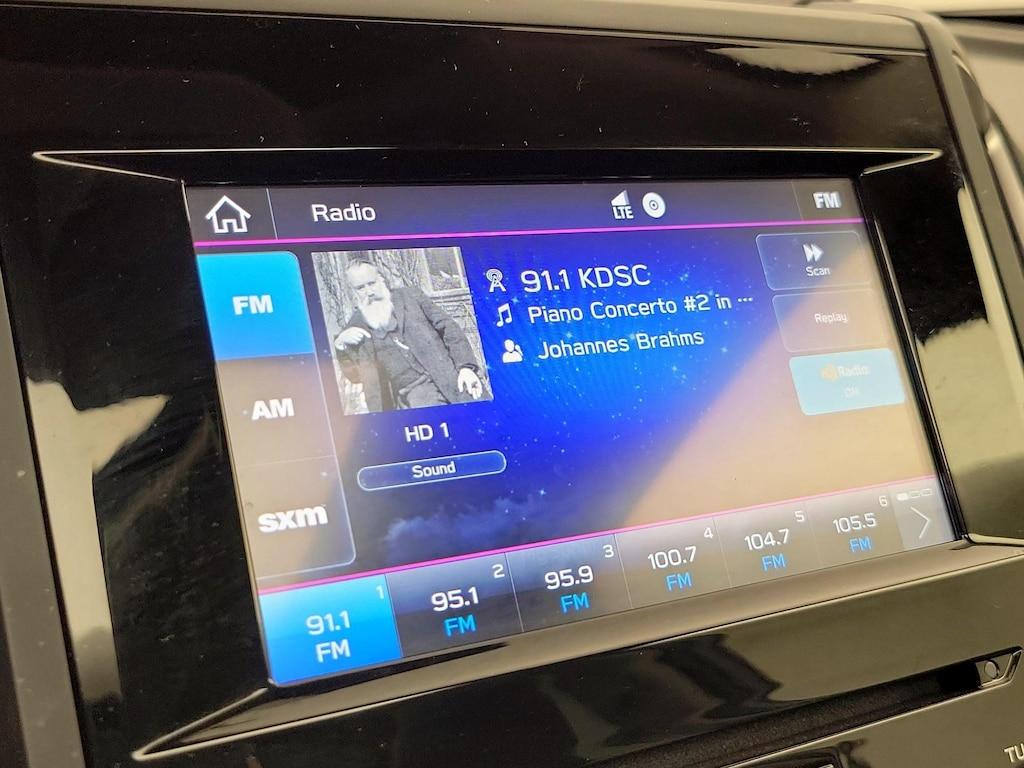 Radio
LTE
FM
FM
AM
sxm
91.1 KDSC
Piano Concerto #2 in ...
Johannes Brahms
HD 1
Sound
Scan
Replay
Radio
1
91.1
FM
2
95.1
FM
3
95.9
FM
4
100.7
FM
5
104.7
FM
6
105.5
FM
TU